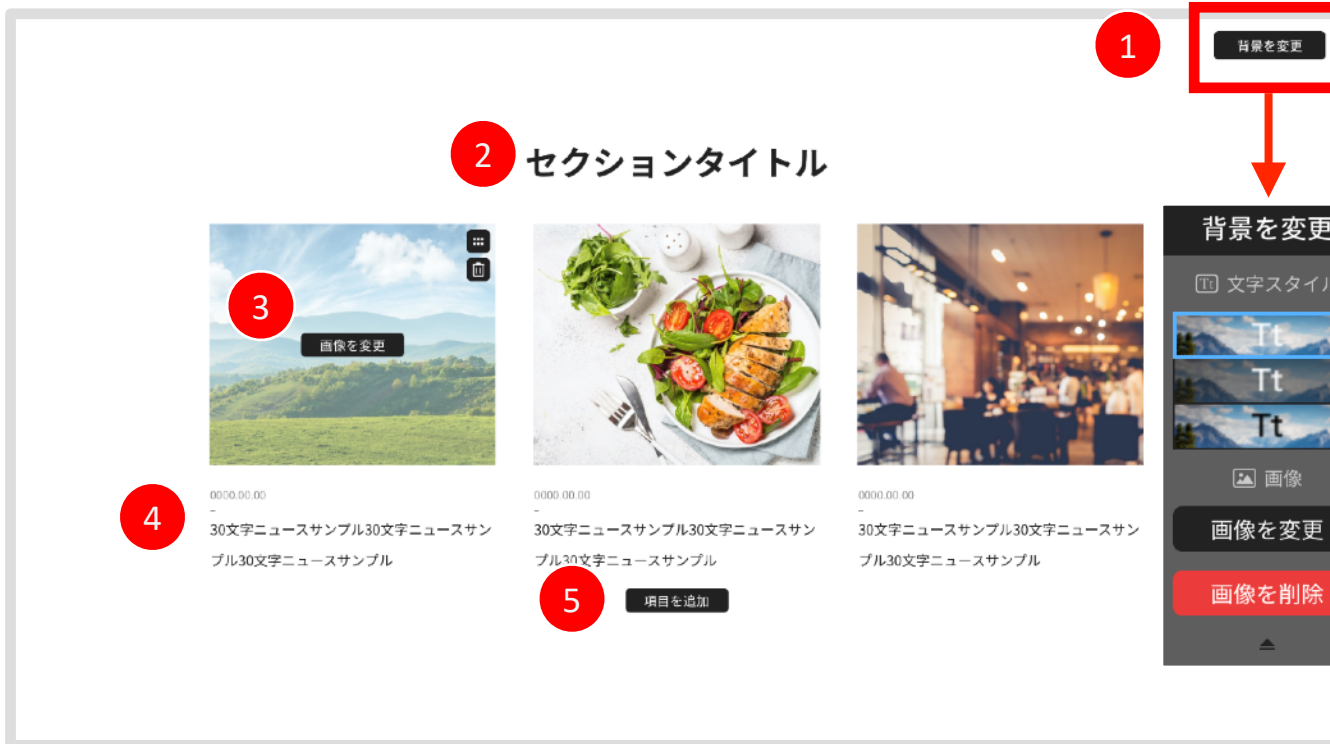 1
背景を変更
2
セクションタイトル
背景を変更
Tt 文字スタイル
3
画像を変更
Tt
Tt
Tt
画像
4
0000.00.00
–
30文字ニュースサンプル30文字ニュースサン
プル30文字ニュースサンプル
0000.00.00
–
30文字ニュースサンプル30文字ニュースサン
プル30文字ニュースサンプル
0000.00.00
–
30文字ニュースサンプル30文字ニュースサン
プル30文字ニュースサンプル
画像を変更
画像を削除
5
項目を追加